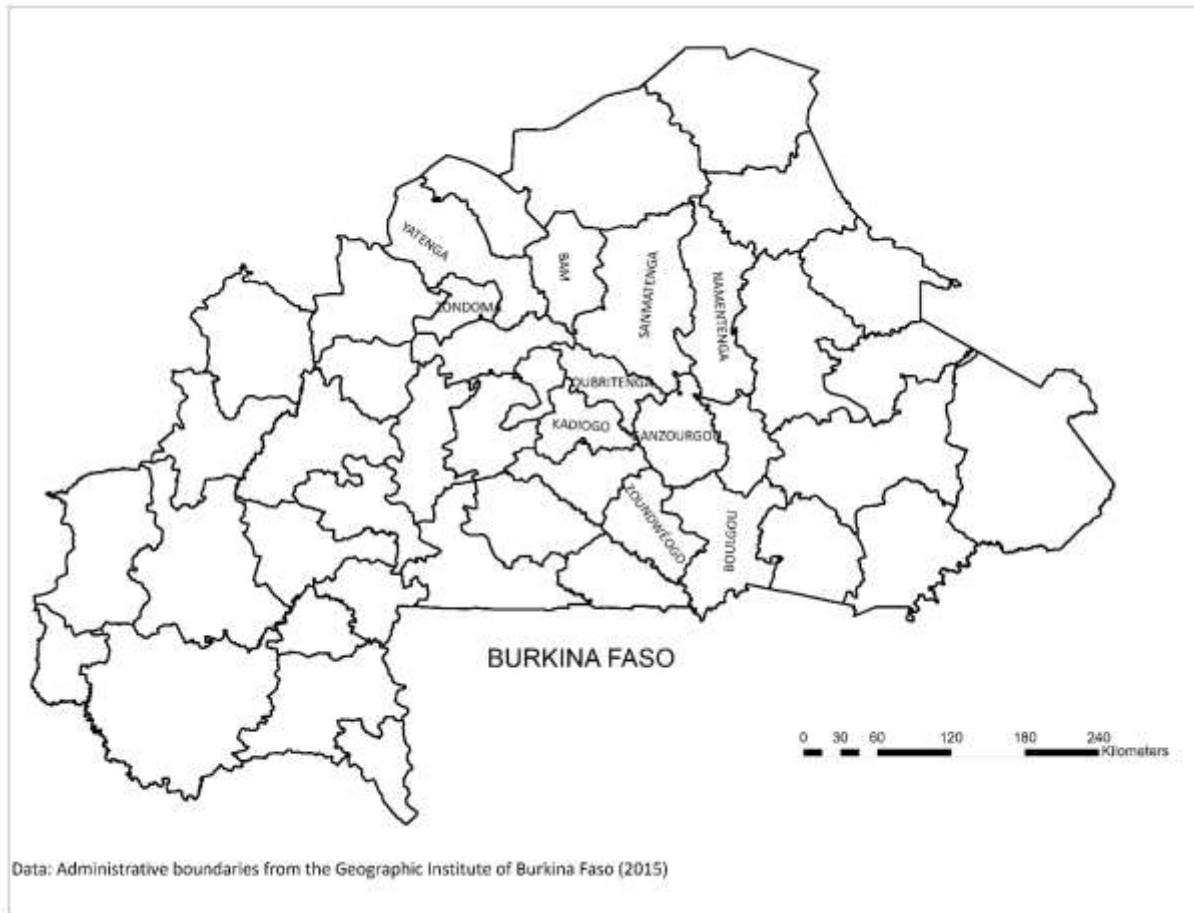 YATENGA
BAM
SANMATENGA
NAMENTENGA
ZONDOMA
OUBRITENGA
KADIOGO
GANZOURGOU
ZOUNDWÉOGO
BOULGOU
BURKINA FASO
0 30 60 120 180 240
Kilometers
Data: Administrative boundaries from the Geographic Institute of Burkina Faso (2015)